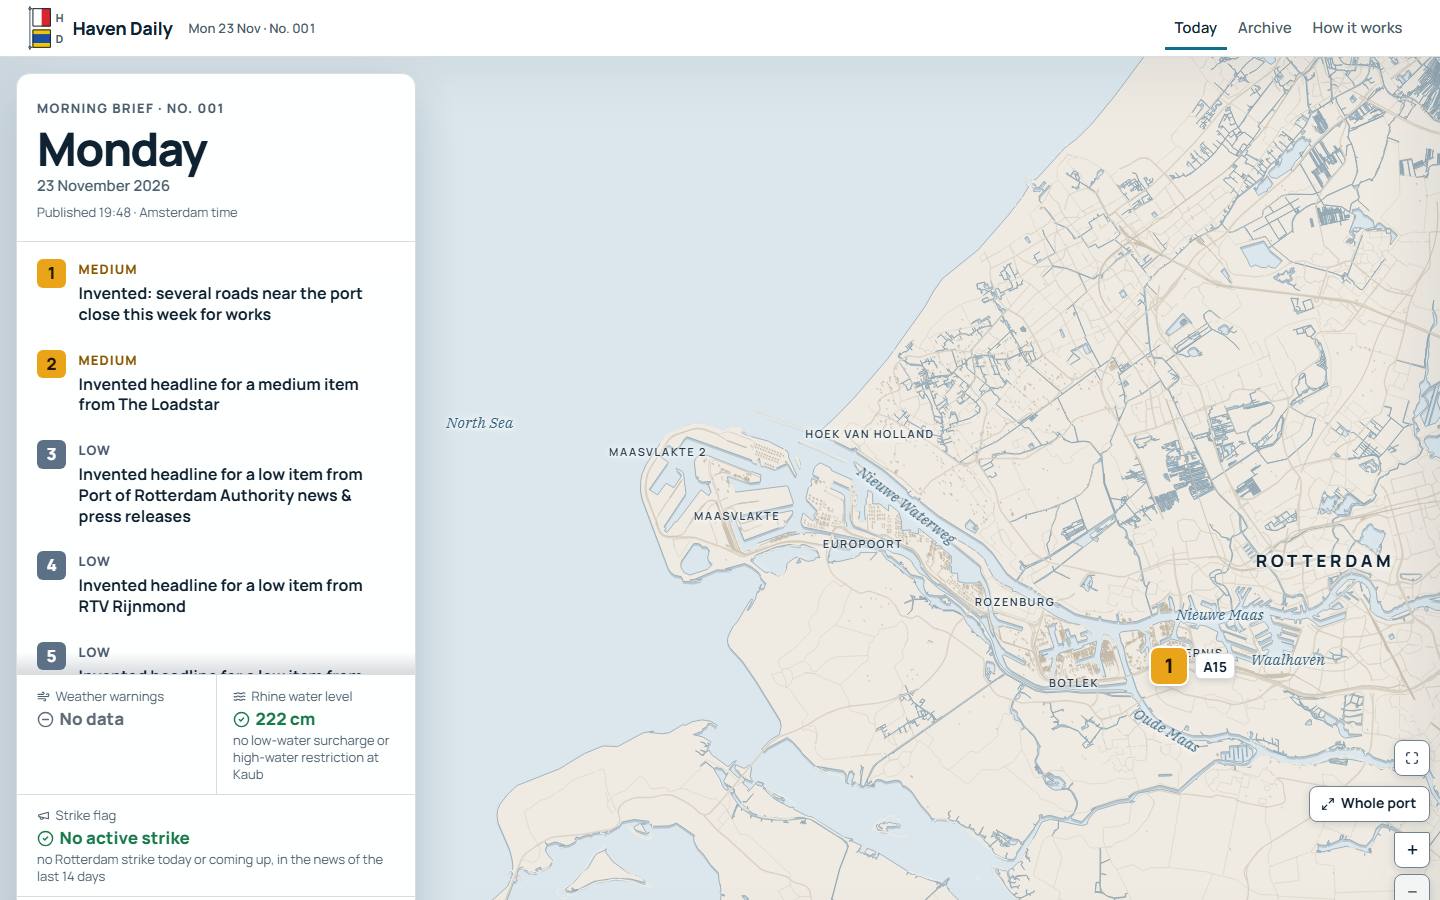 H
D
Haven Daily
Mon 23 Nov · No. 001
Today
Archive
How it works
MORNING BRIEF · NO. 001
Monday
23 November 2026
Published 19:48 · Amsterdam time
1
MEDIUM
Invented: several roads near the port
close this week for works
2
MEDIUM
Invented headline for a medium item
from The Loadstar
3
LOW
Invented headline for a low item from
Port of Rotterdam Authority news &
press releases
4
LOW
Invented headline for a low item from
RTV Rijnmond
5
LOW
Invented headline for a low item from
Weather warnings
No data
Rhine water level
222 cm
no low-water surcharge or
high-water restriction at
Kaub
Strike flag
No active strike
no Rotterdam strike today or coming up, in the news of the
last 14 days
North Sea
MAASVLAKTE 2
HOEK VAN HOLLAND
MAASVLAKTE
Nieuwe Waterweg
EUROPOORT
ROTTERDAM
ROZENBURG
Nieuwe Maas
1
A15
Waalhaven
BOTLEK
Oude Maas
Whole port
+
−